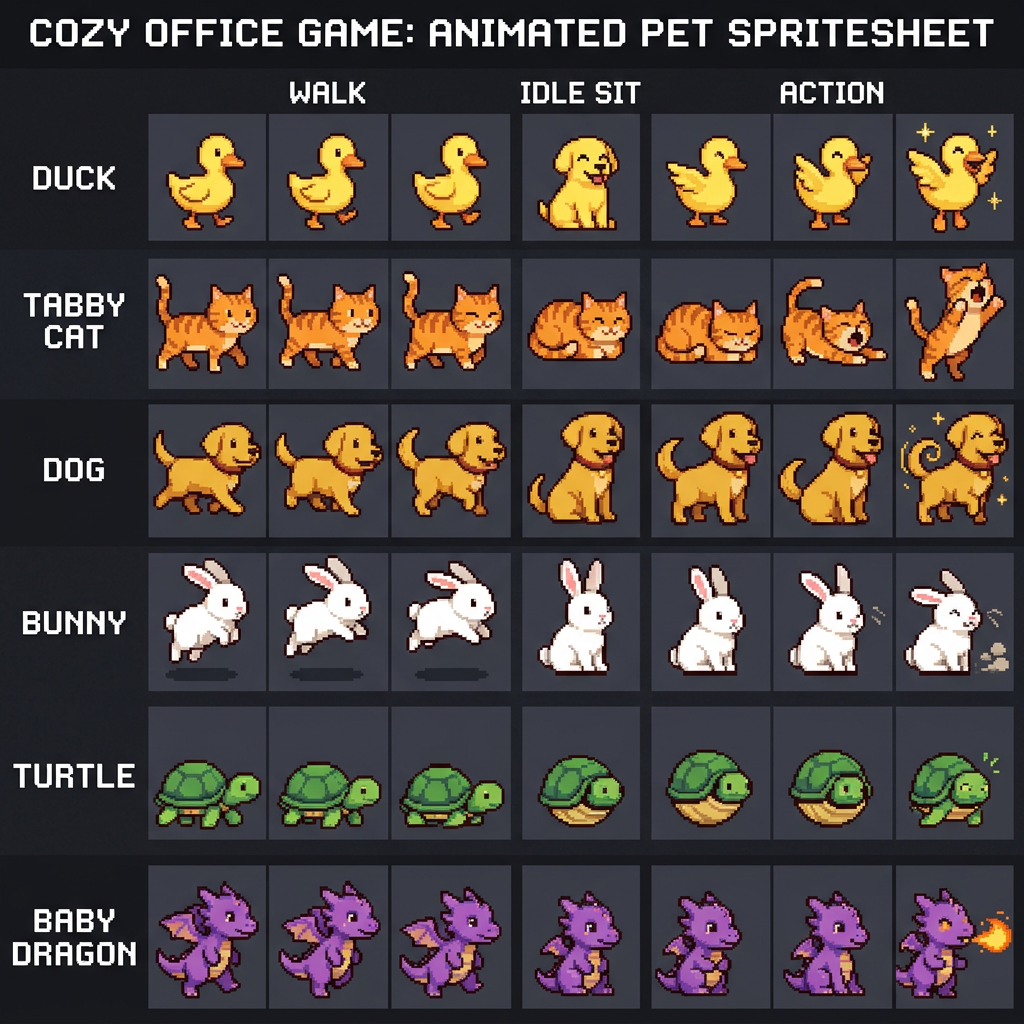 COZY OFFICE GAME: ANIMATED PET SPRITESHEET
WALK
IDLE SIT
ACTION
DUCK
TABBY
CAT
DOG
BUNNY
TURTLE
BABY
DRAGON